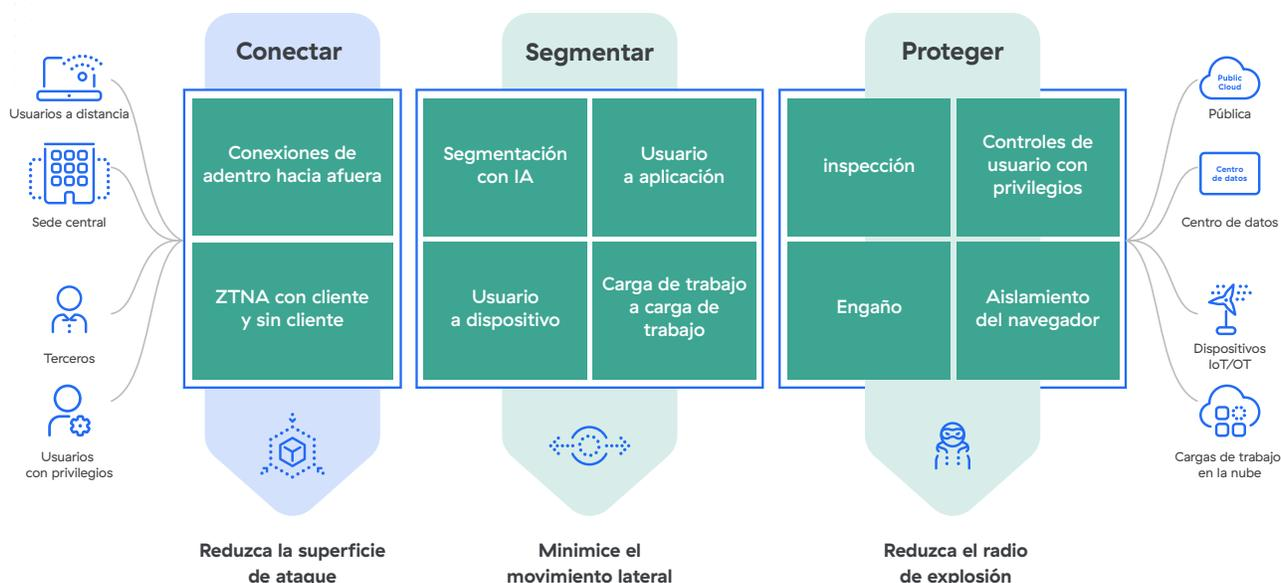 Conectar
Segmentar
Proteger
Usuarios a distancia
Sede central
Terceros
Usuarios
con privilegios
Conexiones de
adentro hacia afuera
ZTNA con cliente
y sin cliente
Segmentación
con IA
Usuario
a aplicación
Usuario
a dispositivo
Carga de trabajo
a carga de
trabajo
inspección
Controles de
usuario con
privilegios
Engaño
Aislamiento
del navegador
Public
Cloud
Pública
Centro
de datos
Centro de datos
Dispositivos
IoT/OT
Cargas de trabajo
en la nube
Reduzca la superficie
de ataque
Minimice el
movimiento lateral
Reduzca el radio
de explosión